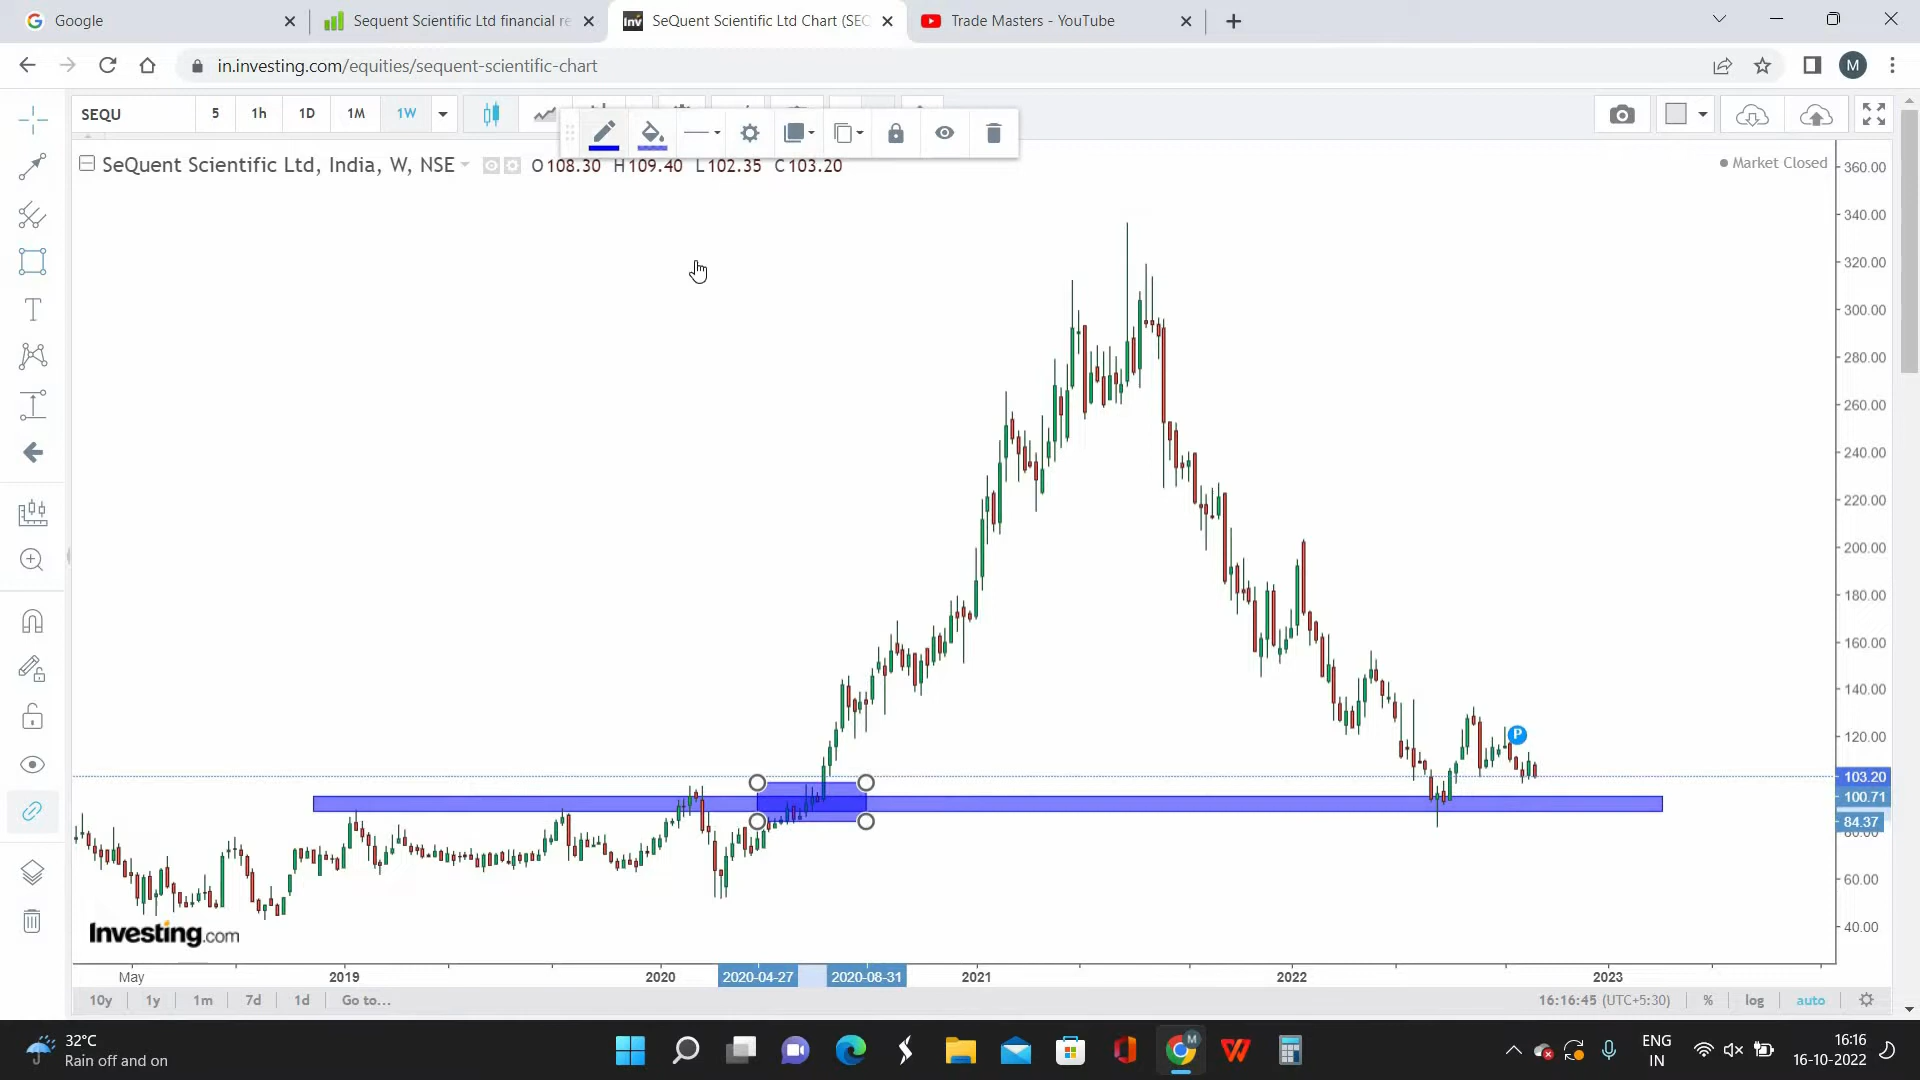 Google
Sequent Scientific Ltd financial re
SeQuent Scientific Ltd Chart (SEC
Trade Masters - YouTube
in.investing.com/equities/sequent-scientific-chart
M
SEQU 5 1h 1D 1M 1W
SeQuent Scientific Ltd, India, W, NSE
O108.30 H109.40 L102.35 C103.20
Market Closed
360.00
340.00
320.00
300.00
280.00
260.00
240.00
220.00
200.00
180.00
160.00
140.00
120.00
P
103.20
100.71
84.37
60.00
40.00
Investing.com
May 2019 2020 2020-04-27 2020-08-31 2021 2022 2023
10y 1y 1m 7d 1d Go to...
16:16:45 (UTC+5:30) % log auto
32°C
Rain off and on
ENG
IN
16:16
16-10-2022